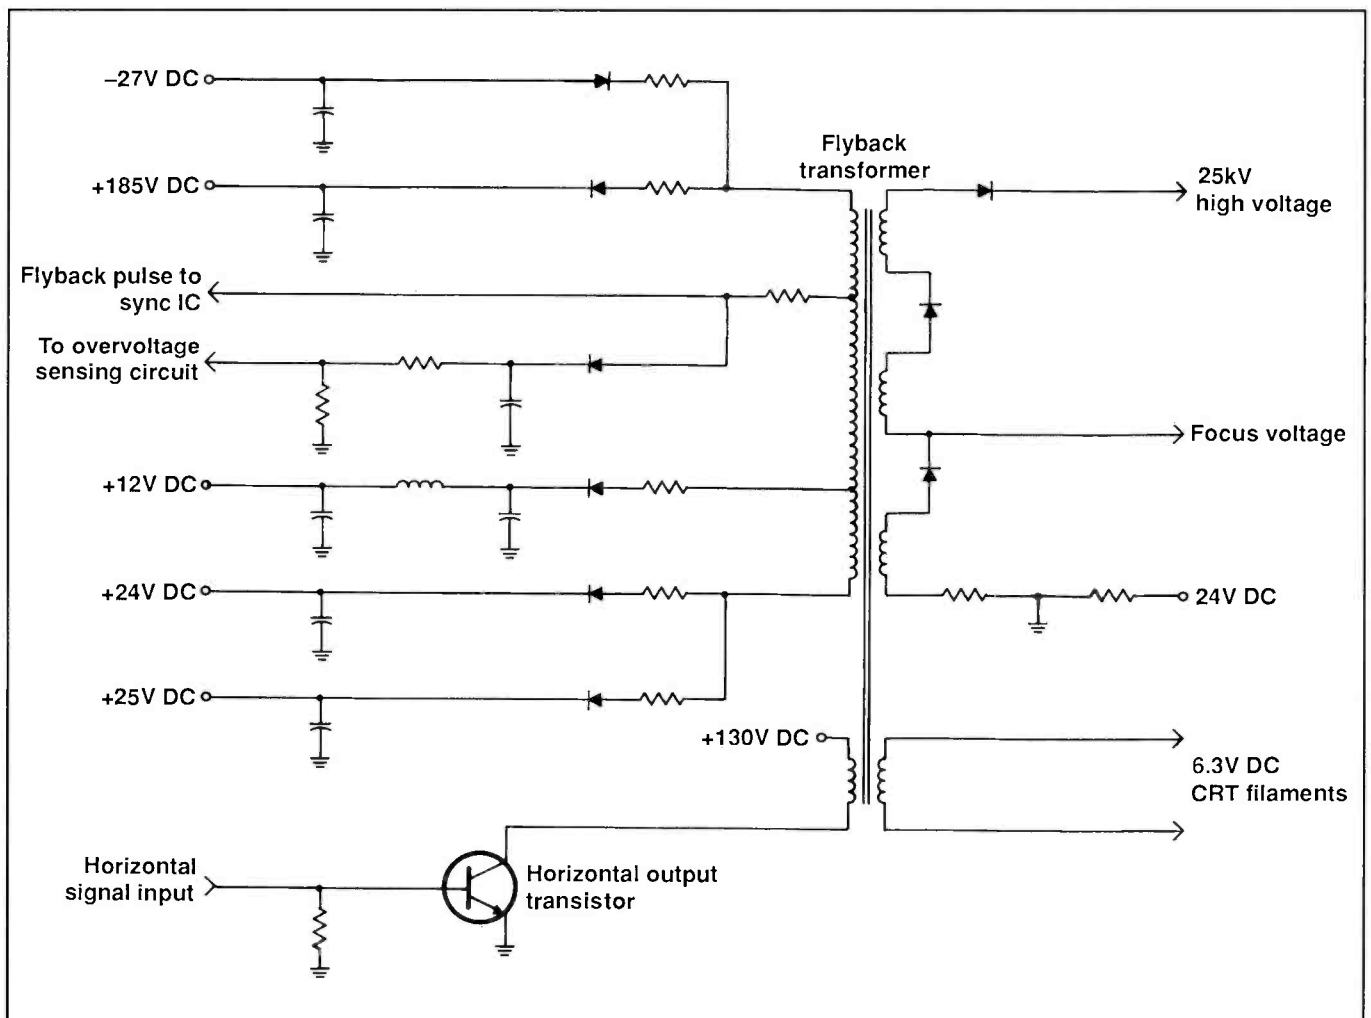 –27V DC
+185V DC
Flyback pulse to
sync IC
To overvoltage
sensing circuit
+12V DC
+24V DC
+25V DC
+130V DC
Horizontal
signal input
Horizontal output
transistor
Flyback
transformer
25kV
high voltage
Focus voltage
24V DC
6.3V DC
CRT filaments